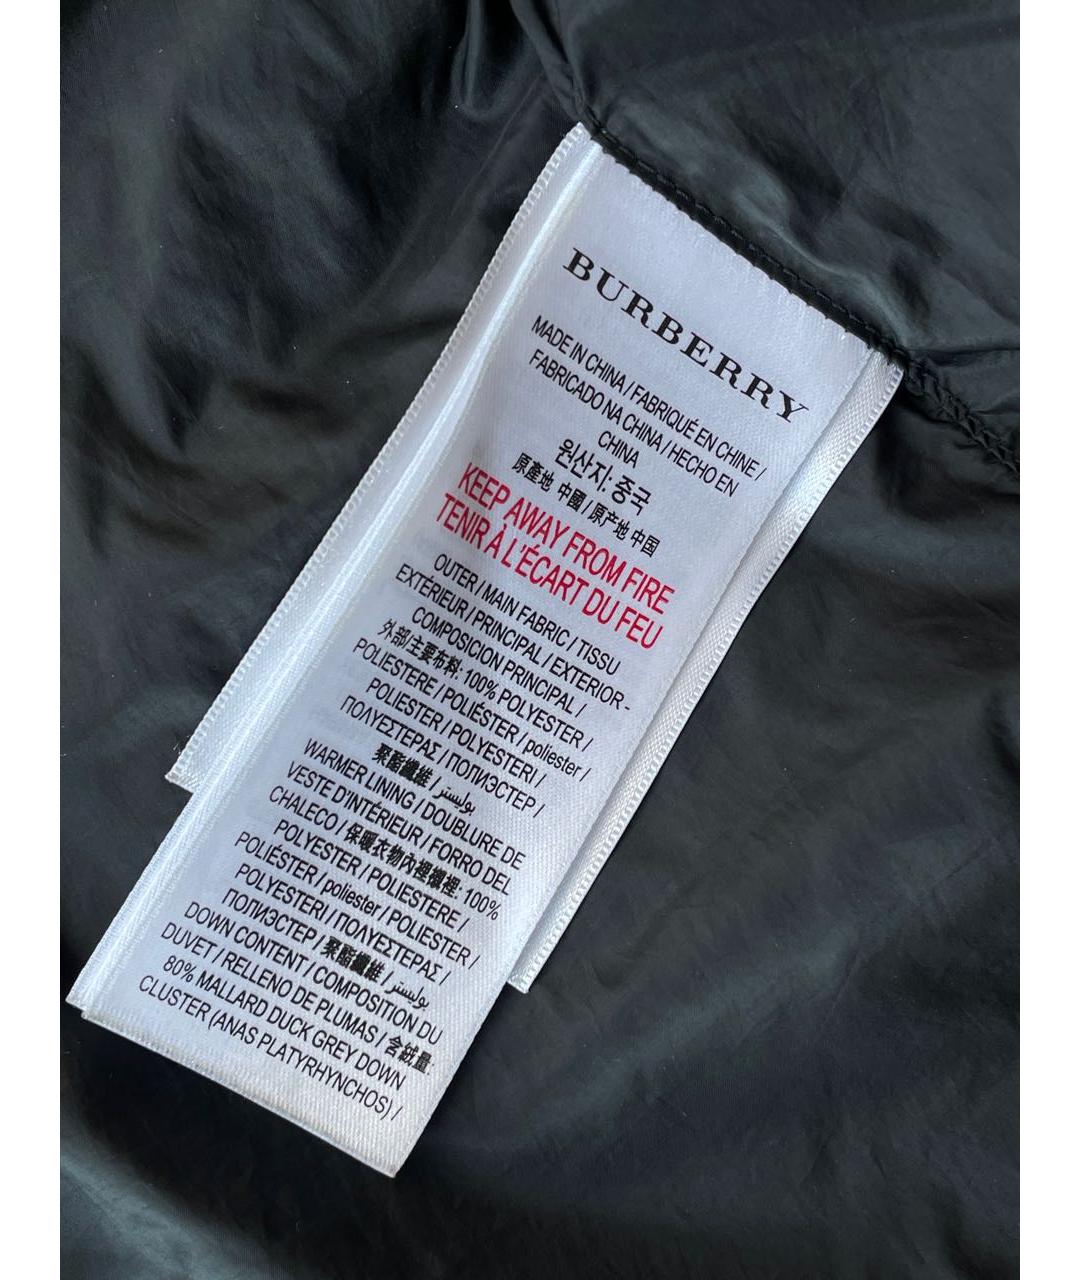 BURBERRY
MADE IN CHINA / FABRIQUÉ EN CHINE /
FABRICADO NA CHINA / HECHO EN
CHINA
원산지: 중국
原產地 中國 / 原产地 中国
KEEP AWAY FROM FIRE
TENIR À L'ÉCART DU FEU
OUTER / MAIN FABRIC / TISSU
EXTÉRIEUR / PRINCIPAL / EXTERIOR -
COMPOSICION PRINCIPAL /
外部/主要布料: 100% POLYESTER /
POLIESTERE / POLIÉSTER / poliester /
POLIESTER / POLYESTERI /
ΠΟΛΥΕΣΤΕΡΑΣ / ПОЛИЭСТЕР /
聚酯纖維 / بوليستر
WARMER LINING / DOUBLURE DE
VESTE D'INTÉRIEUR / FORRO DEL
CHALECO / 保暖衣物內裡襯裡: 100%
POLYESTER / POLIESTERE /
POLIÉSTER / poliester / POLIESTER /
POLYESTERI / ΠΟΛΥΕΣΤΕΡΑΣ /
ПОЛИЭСТЕР / 聚酯纖維 / بوليستر
DOWN CONTENT / COMPOSITION DU
DUVET / RELLENO DE PLUMAS / 含絨量:
80% MALLARD DUCK GREY DOWN
CLUSTER (ANAS PLATYRHYNCHOS) /